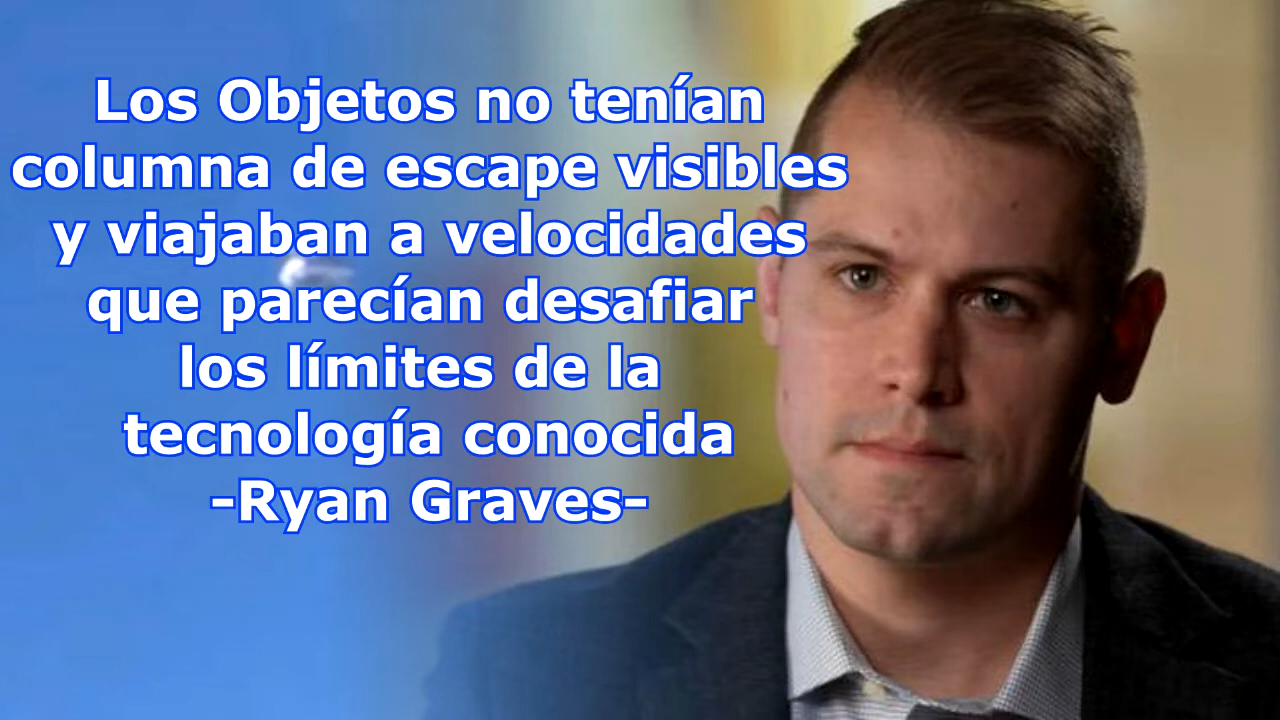 Los Objetos no tenían
columna de escape visibles
y viajaban a velocidades
que parecían desafiar
los límites de la
tecnología conocida
-Ryan Graves-